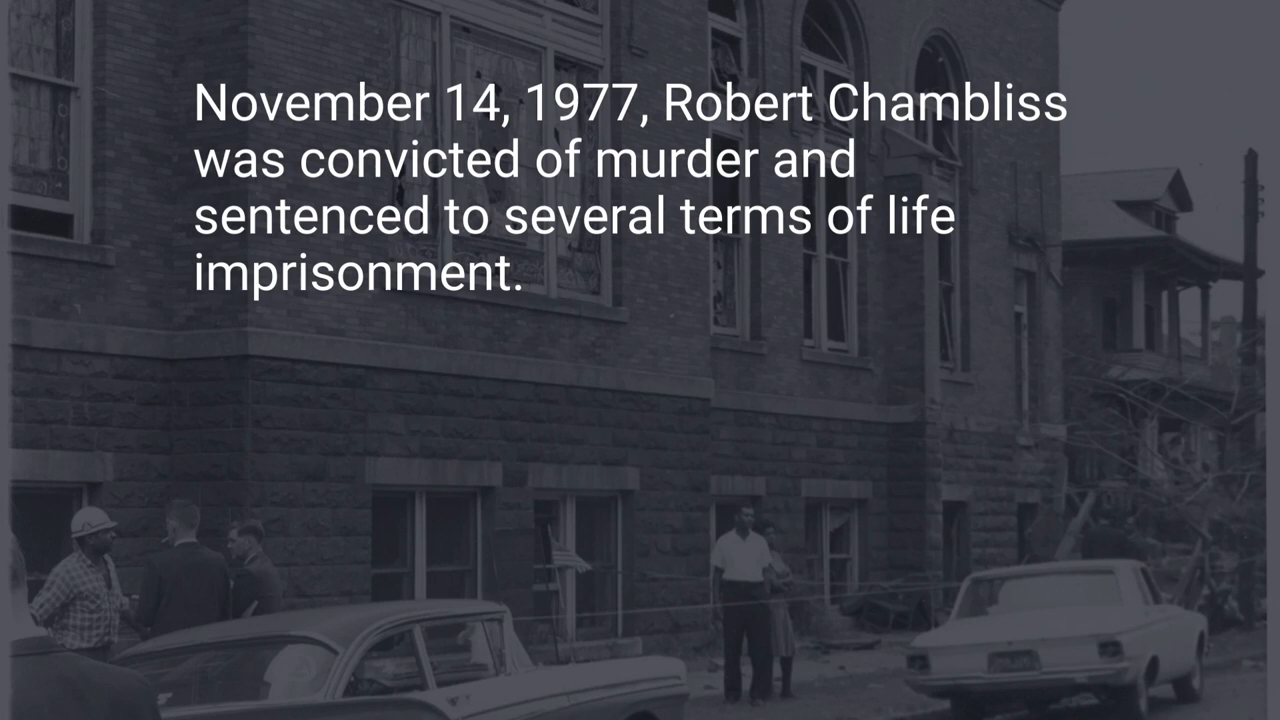 November 14, 1977, Robert Chambliss
was convicted of murder and
sentenced to several terms of life
imprisonment.